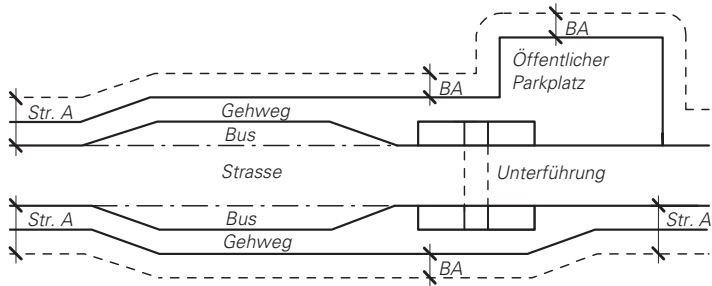 BA
Öffentlicher
Parkplatz
BA
Str. A
Gehweg
Bus
Strasse
Unterführung
Str. A
Bus
Str. A
Gehweg
BA